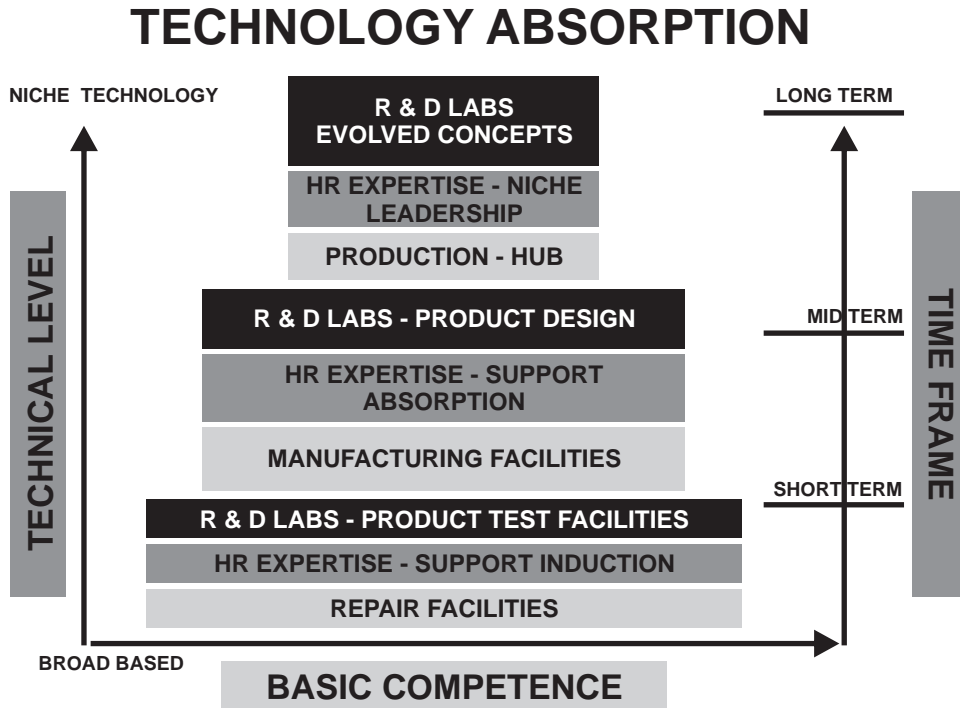 TECHNOLOGY ABSORPTION
NICHE TECHNOLOGY
R & D LABS
EVOLVED CONCEPTS
LONG TERM
HR EXPERTISE - NICHE
LEADERSHIP
PRODUCTION - HUB
R & D LABS - PRODUCT DESIGN
MID TERM
HR EXPERTISE - SUPPORT
ABSORPTION
MANUFACTURING FACILITIES
SHORT TERM
R & D LABS - PRODUCT TEST FACILITIES
HR EXPERTISE - SUPPORT INDUCTION
REPAIR FACILITIES
TECHNICAL LEVEL
TIME FRAME
BROAD BASED
BASIC COMPETENCE